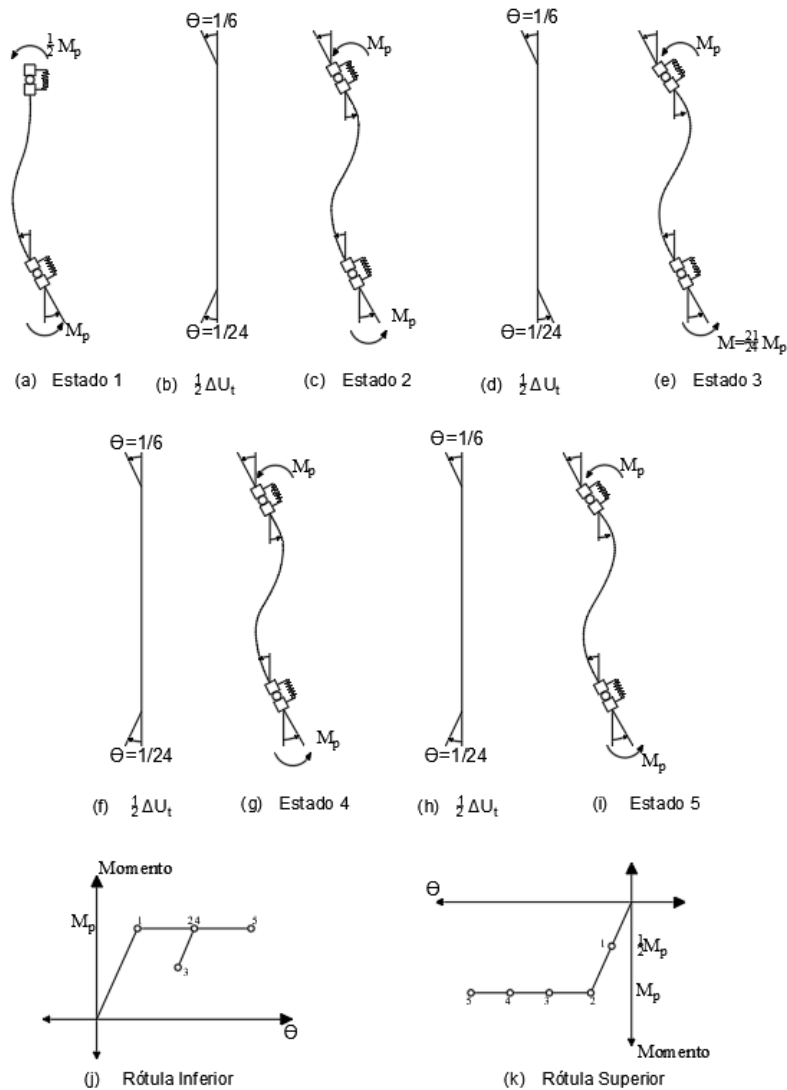 ½ Mₚ
Mₚ
(a) Estado 1
Θ=1/6
Θ=1/24
(b) ½ ΔUₜ
Mₚ
Mₚ
(c) Estado 2
Θ=1/6
Θ=1/24
(d) ½ ΔUₜ
Mₚ
M=21/24 Mₚ
(e) Estado 3
Θ=1/6
Θ=1/24
(f) ½ ΔUₜ
Mₚ
Mₚ
(g) Estado 4
Θ=1/6
Θ=1/24
(h) ½ ΔUₜ
Mₚ
Mₚ
(i) Estado 5
Momento
Mₚ
1
2,4
5
3
Θ
(j) Rótula Inferior
Θ
1
½Mₚ
5
4
3
2
Mₚ
Momento
(k) Rótula Superior